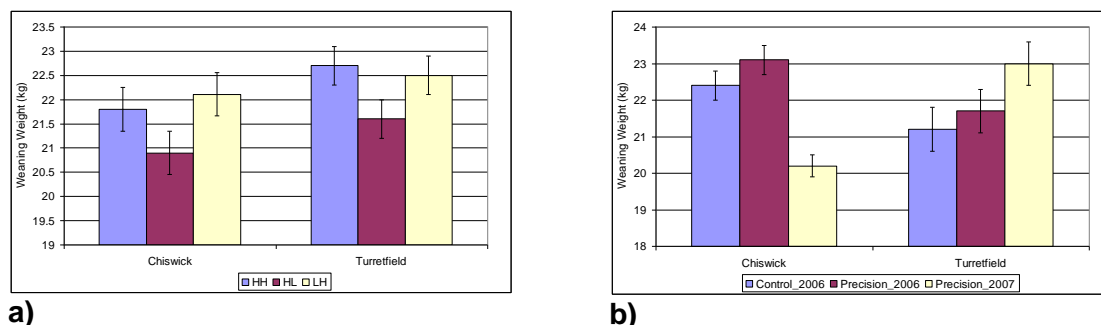 Weaning Weight (kg)
23.5
23
22.5
22
21.5
21
20.5
20
19.5
19
Chiswick Turretfield
HH HL LH
a)
Weaning Weight (kg)
24
23
22
21
20
19
18
Chiswick Turretfield
Control_2006 Precision_2006 Precision_2007
b)